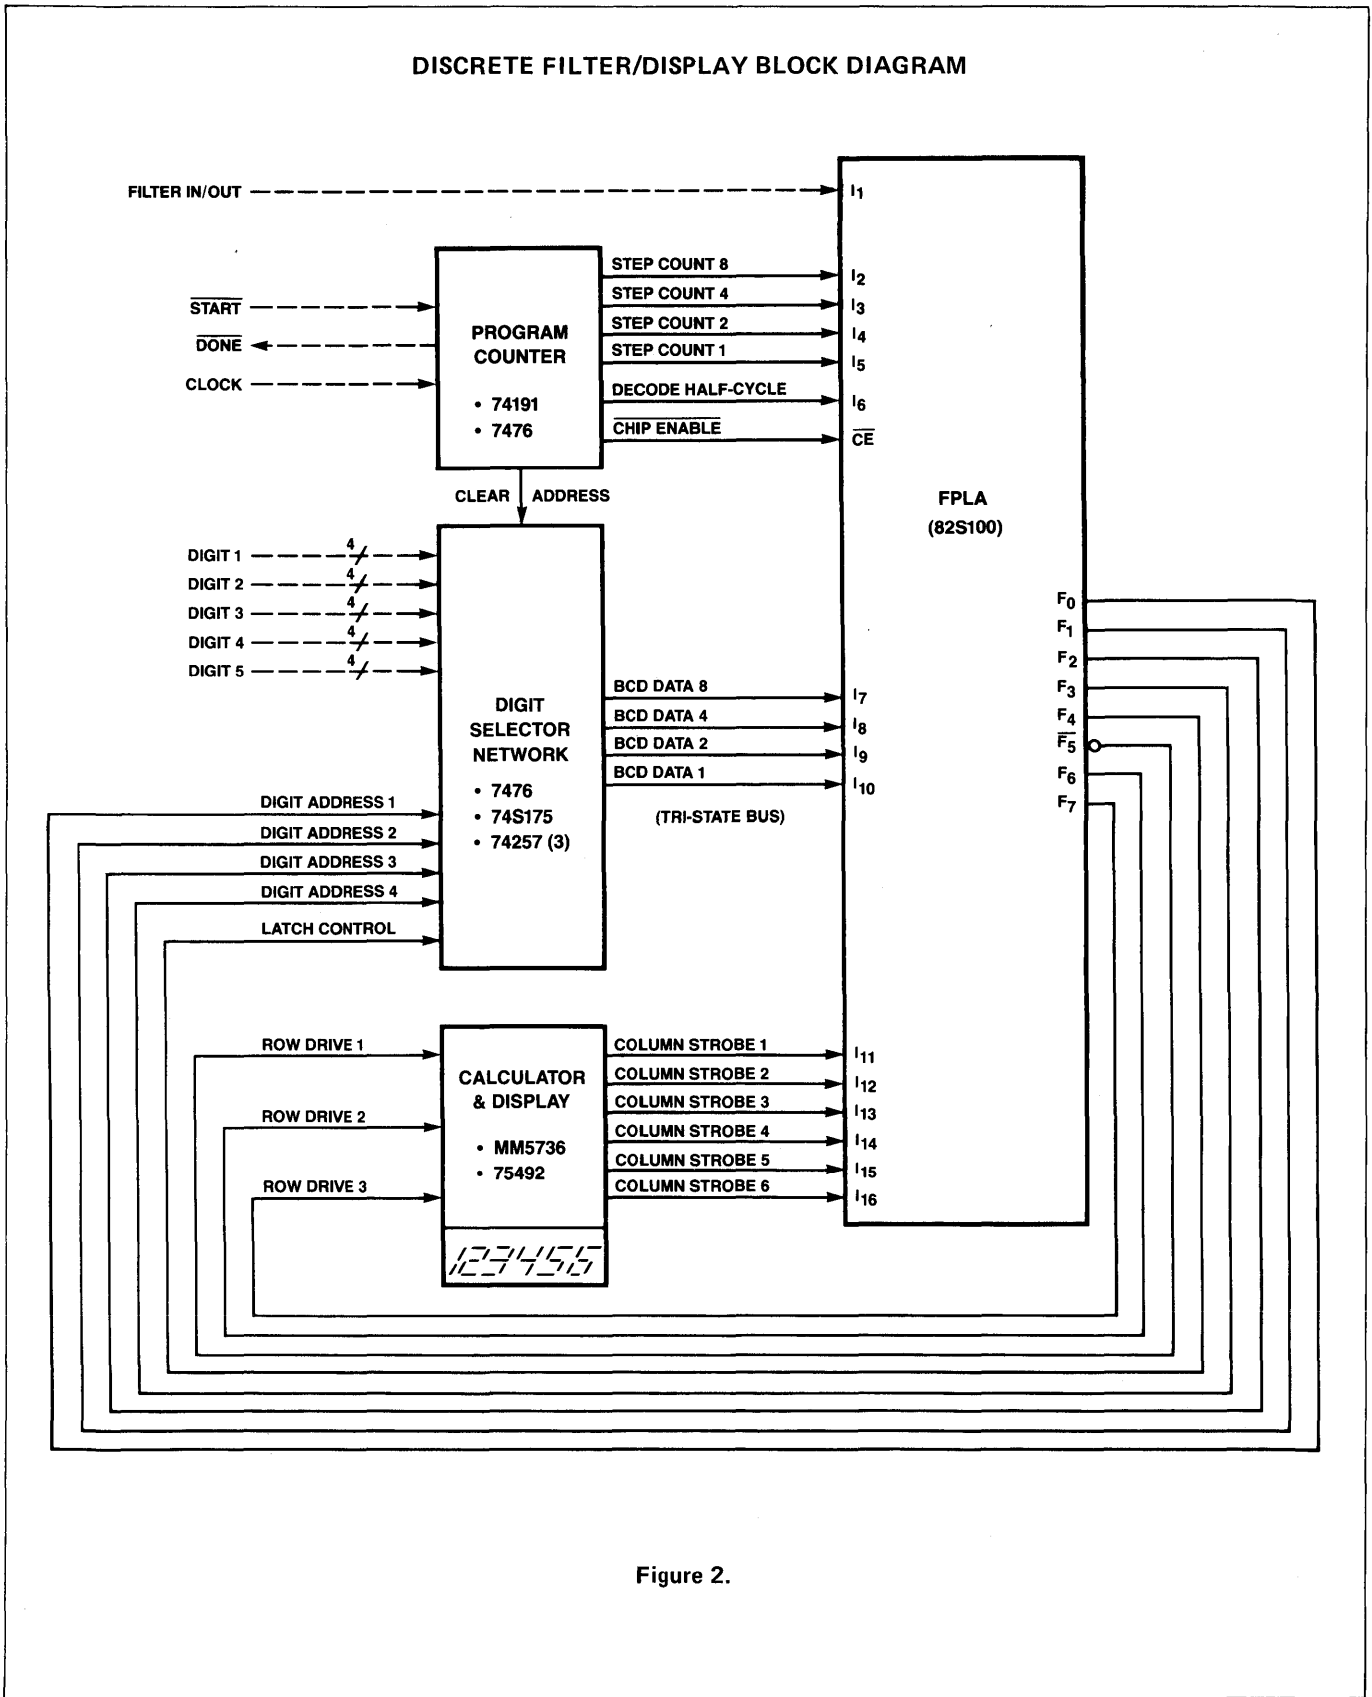 DISCRETE FILTER/DISPLAY BLOCK DIAGRAM
FILTER IN/OUT
I1
START
DONE
CLOCK
PROGRAM
COUNTER
• 74191
• 7476
STEP COUNT 8
STEP COUNT 4
STEP COUNT 2
STEP COUNT 1
DECODE HALF-CYCLE
CHIP ENABLE
I2
I3
I4
I5
I6
CE
FPLA
(82S100)
CLEAR ADDRESS
DIGIT 1
4
DIGIT 2
4
DIGIT 3
4
DIGIT 4
4
DIGIT 5
4
DIGIT
SELECTOR
NETWORK
• 7476
• 74S175
• 74257 (3)
BCD DATA 8
BCD DATA 4
BCD DATA 2
BCD DATA 1
(TRI-STATE BUS)
I7
I8
I9
I10
F0
F1
F2
F3
F4
F5
F6
F7
DIGIT ADDRESS 1
DIGIT ADDRESS 2
DIGIT ADDRESS 3
DIGIT ADDRESS 4
LATCH CONTROL
ROW DRIVE 1
ROW DRIVE 2
ROW DRIVE 3
CALCULATOR
& DISPLAY
• MM5736
• 75492
123456
COLUMN STROBE 1
COLUMN STROBE 2
COLUMN STROBE 3
COLUMN STROBE 4
COLUMN STROBE 5
COLUMN STROBE 6
I11
I12
I13
I14
I15
I16
Figure 2.